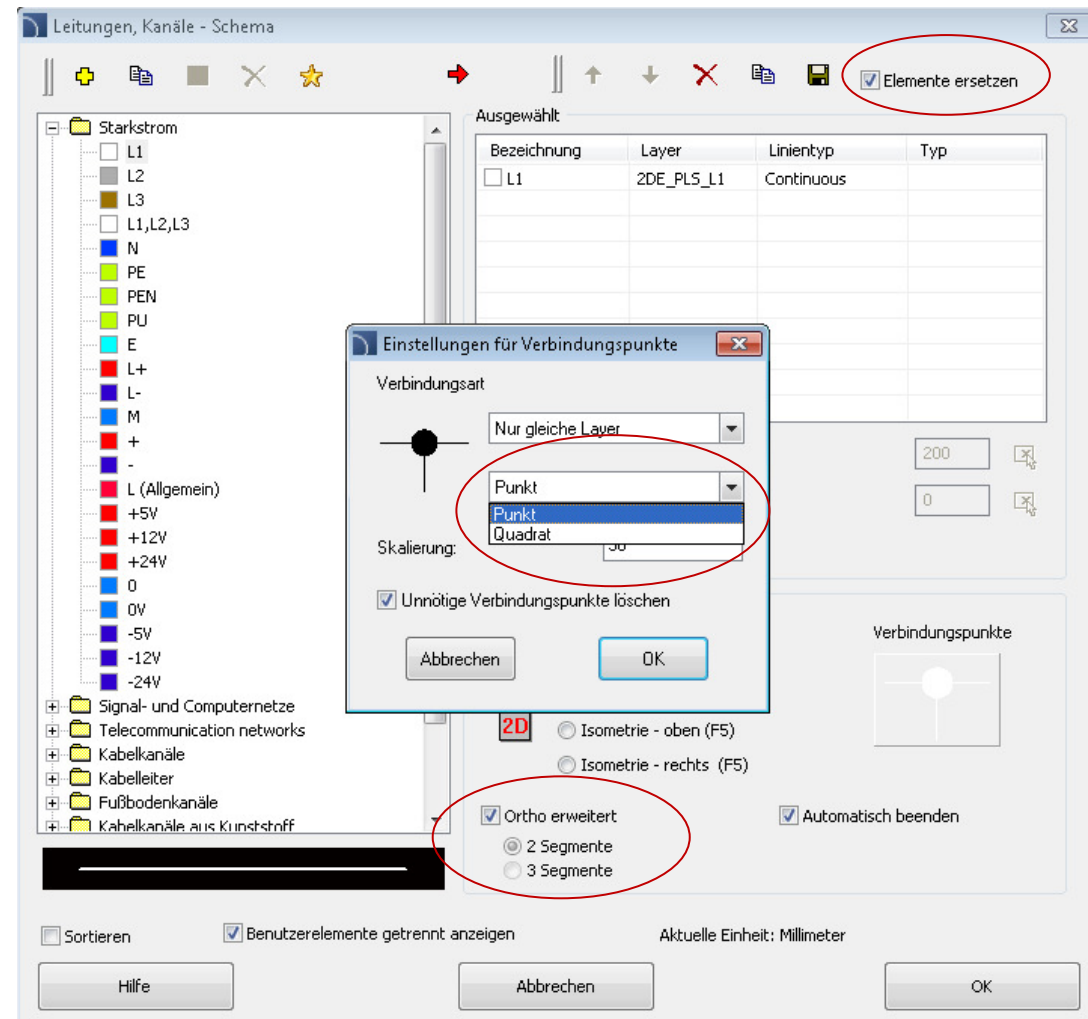 Leitungen, Kanäle - Schema
Elemente ersetzen
Starkstrom
L1
L2
L3
L1,L2,L3
N
PE
PEN
PU
E
L+
L-
M
+
-
L (Allgemein)
+5V
+12V
+24V
0
0V
-5V
-12V
-24V
Signal- und Computernetze
Telecommunication networks
Kabelkanäle
Kabelleiter
Fußbodenkanäle
Kabelkanäle aus Kunststoff
Ausgewählt
Bezeichnung Layer Linientyp Typ
L1 2DE_PLS_L1 Continuous
200
0
Einstellungen für Verbindungspunkte
Verbindungsart
Nur gleiche Layer
Punkt
Punkt
Quadrat
Skalierung:
Unnötige Verbindungspunkte löschen
Abbrechen OK
Verbindungspunkte
2D
Isometrie - oben (F5)
Isometrie - rechts (F5)
Ortho erweitert
2 Segmente
3 Segmente
Automatisch beenden
Sortieren
Benutzerelemente getrennt anzeigen
Aktuelle Einheit: Millimeter
Hilfe Abbrechen OK